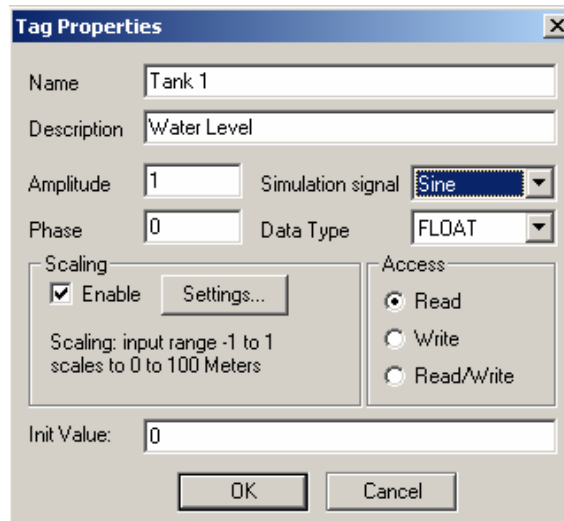 Tag Properties
Name Tank 1
Description Water Level
Amplitude 1 Simulation signal Sine
Phase 0 Data Type FLOAT
Scaling Access
Enable Settings... Read
Scaling: input range -1 to 1 Write
scales to 0 to 100 Meters Read/Write
Init Value: 0
OK Cancel